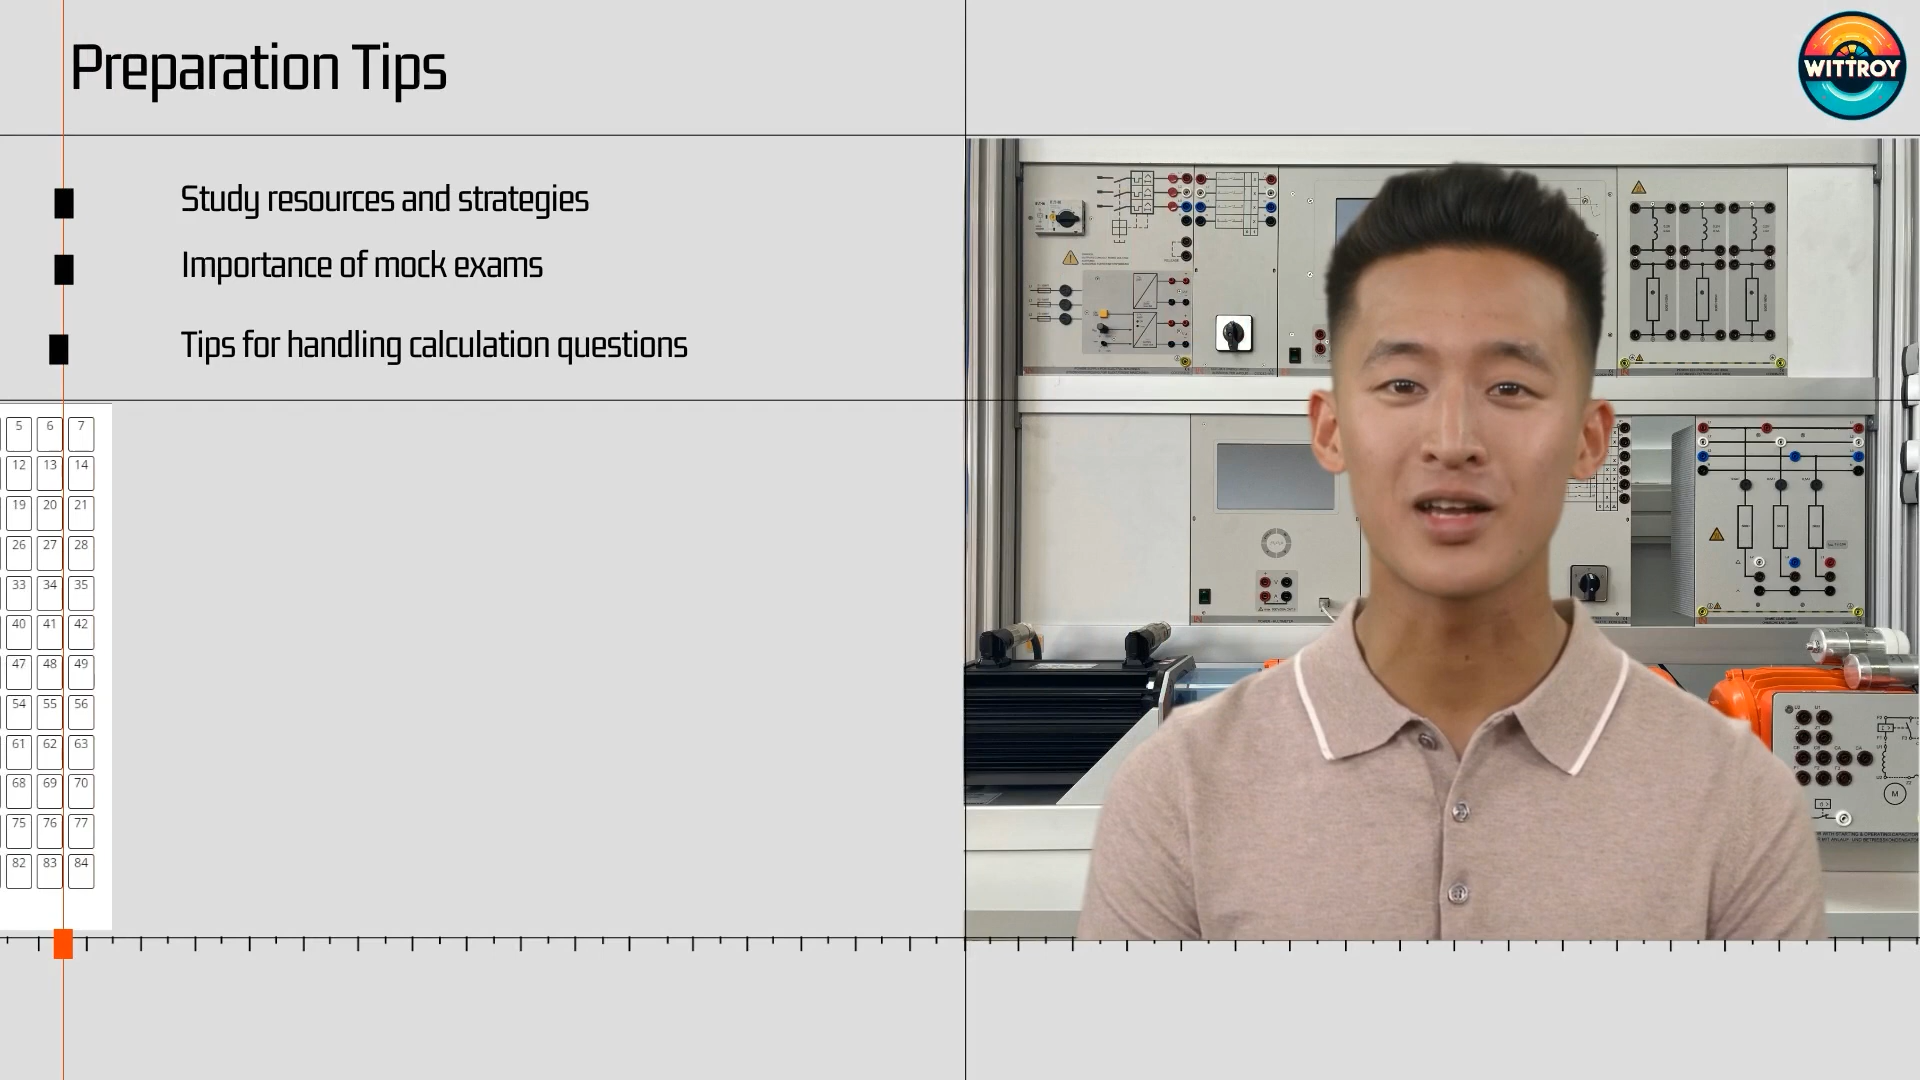 Preparation Tips
WITTROY
Study resources and strategies
Importance of mock exams
Tips for handling calculation questions
5 6 7
12 13 14
19 20 21
26 27 28
33 34 35
40 41 42
47 48 49
54 55 56
61 62 63
68 69 70
75 76 77
82 83 84
M